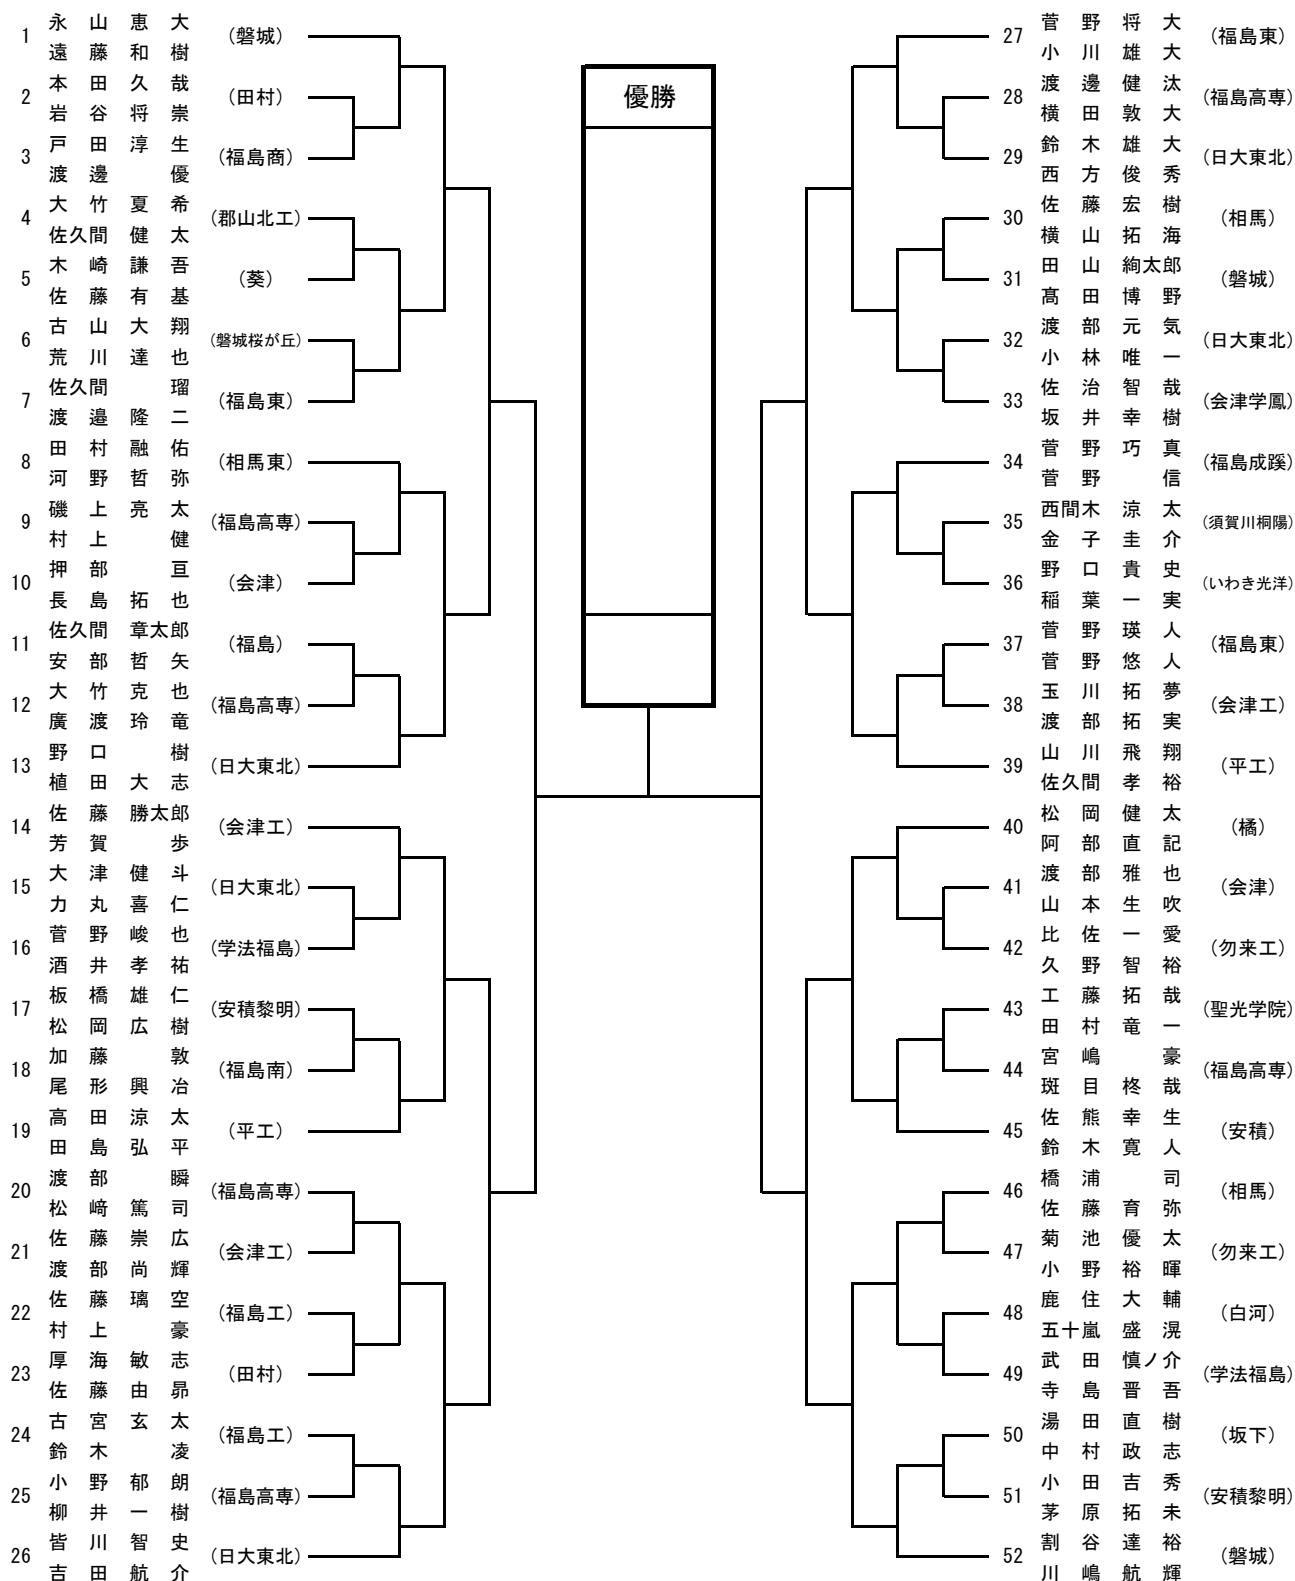 優勝
永山恵大
1 (磐城)
遠藤和樹
本田久哉
2 (田村)
岩谷将崇
戸田淳生
3 (福島商)
渡邊優
大竹夏希
4 (郡山北工)
佐久間健太
木崎謙吾
5 (葵)
佐藤有基
古山大翔
6 (磐城桜が丘)
荒川達也
佐久間瑠
7 (福島東)
渡邉隆二
田村融佑
8 (相馬東)
河野哲弥
磯上亮太
9 (福島高専)
村上健
押部亘
10 (会津)
長島拓也
佐久間章太郎
11 (福島)
安部哲矢
大竹克也
12 (福島高専)
廣渡玲竜
野口樹
13 (日大東北)
植田大志
佐藤勝太郎
14 (会津工)
芳賀歩
大津健斗
15 (日大東北)
力丸喜仁
菅野峻也
16 (学法福島)
酒井孝祐
板橋雄仁
17 (安積黎明)
松岡広樹
加藤敦
18 (福島南)
尾形興冶
高田涼太
19 (平工)
田島弘平
渡部瞬
20 (福島高専)
松﨑篤司
佐藤崇広
21 (会津工)
渡部尚輝
佐藤璃空
22 (福島工)
村上豪
厚海敏志
23 (田村)
佐藤由昴
古宮玄太
24 (福島工)
鈴木凌
小野郁朗
25 (福島高専)
柳井一樹
皆川智史
26 (日大東北)
吉田航介
菅野将大
27 (福島東)
小川雄大
渡邊健汰
28 (福島高専)
横田敦大
鈴木雄大
29 (日大東北)
西方俊秀
佐藤宏樹
30 (相馬)
横山拓海
田山絢太郎
31 (磐城)
髙田博野
渡部元気
32 (日大東北)
小林唯一
佐治智哉
33 (会津学鳳)
坂井幸樹
菅野巧真
34 (福島成蹊)
菅野信
西間木涼太
35 (須賀川桐陽)
金子圭介
野口貴史
36 (いわき光洋)
稲葉一実
菅野瑛人
37 (福島東)
菅野悠人
玉川拓夢
38 (会津工)
渡部拓実
山川飛翔
39 (平工)
佐久間孝裕
松岡健太
40 (橘)
阿部直記
渡部雅也
41 (会津)
山本生吹
比佐一愛
42 (勿来工)
久野智裕
工藤拓哉
43 (聖光学院)
田村竜一
宮嶋豪
44 (福島高専)
斑目柊哉
佐熊幸生
45 (安積)
鈴木寛人
橋浦司
46 (相馬)
佐藤育弥
菊池優太
47 (勿来工)
小野裕暉
鹿住大輔
48 (白河)
五十嵐盛滉
武田慎ノ介
49 (学法福島)
寺島晋吾
湯田直樹
50 (坂下)
中村政志
小田吉秀
51 (安積黎明)
茅原拓未
割谷達裕
52 (磐城)
川嶋航輝